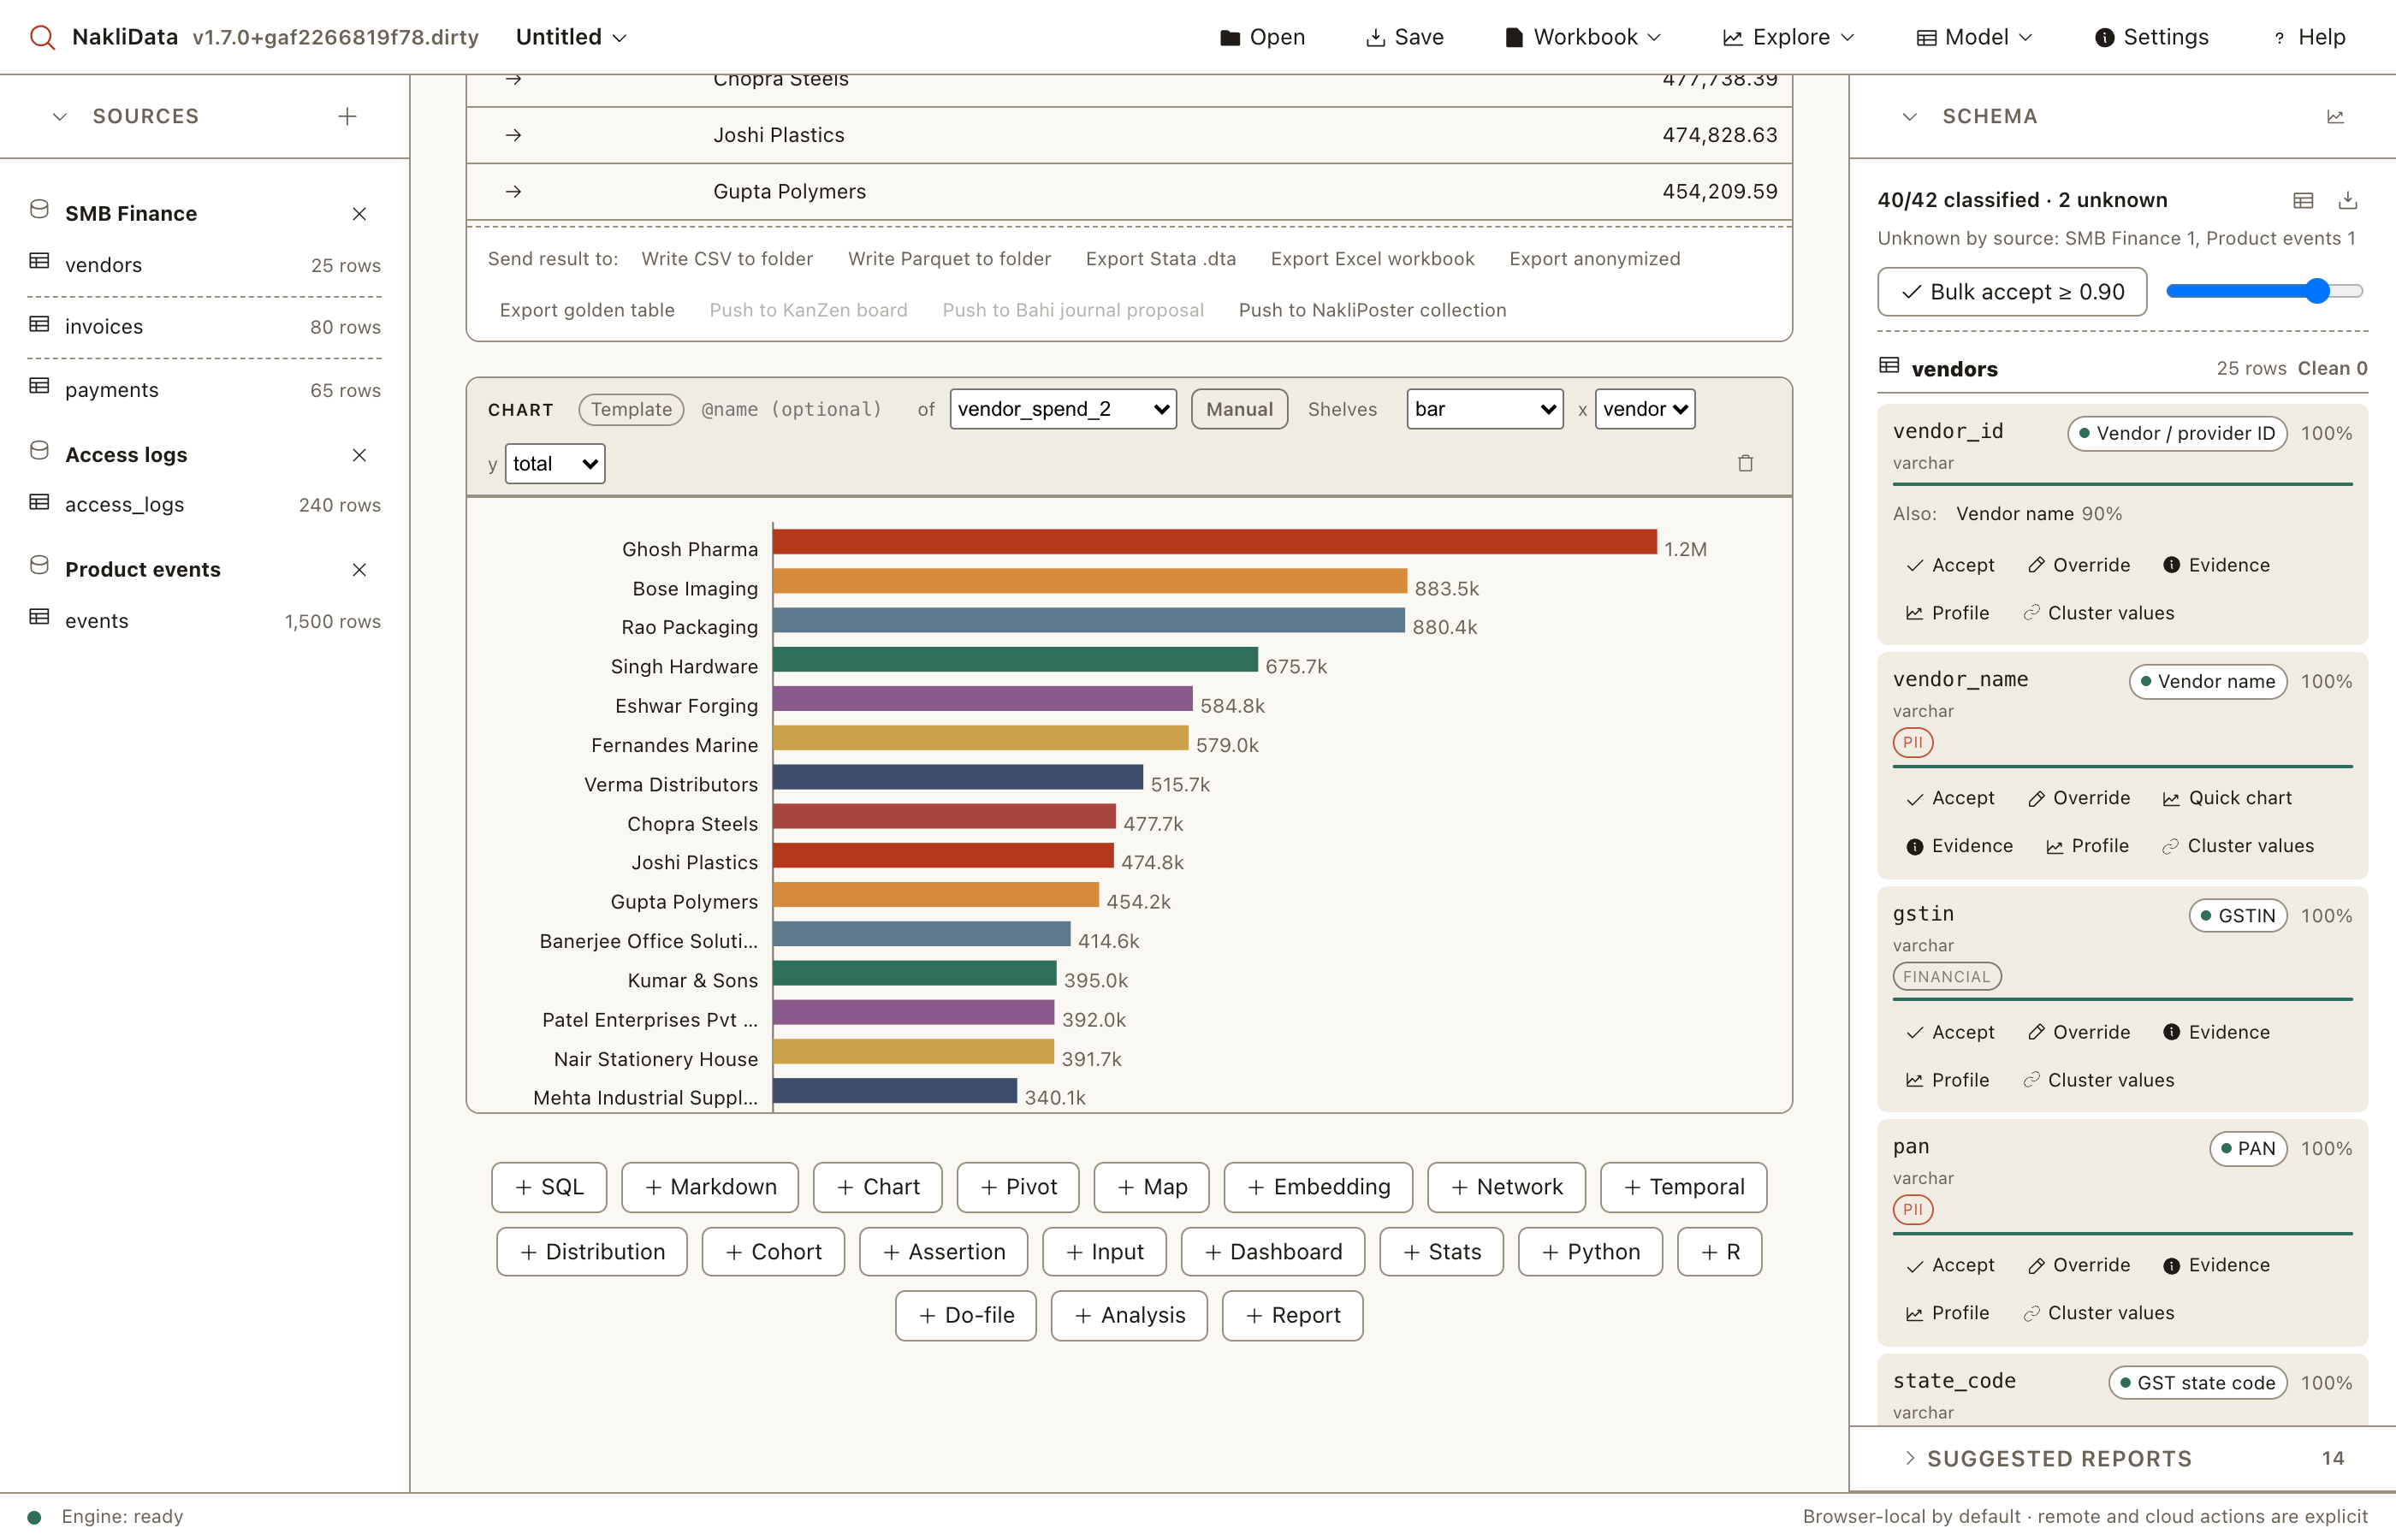 NakliData v1.7.0+gaf2266819f78.dirty Untitled Open Save Workbook Explore Model Settings ? Help
SOURCES
SMB Finance
vendors 25 rows
invoices 80 rows
payments 65 rows
Access logs
access_logs 240 rows
Product events
events 1,500 rows
Chopra Steels 477,738.39
Joshi Plastics 474,828.63
Gupta Polymers 454,209.59
Send result to: Write CSV to folder Write Parquet to folder Export Stata .dta Export Excel workbook Export anonymized
Export golden table Push to KanZen board Push to Bahi journal proposal Push to NakliPoster collection
CHART Template @name (optional) of vendor_spend_2 Manual Shelves bar x vendor
y total
Ghosh Pharma 1.2M
Bose Imaging 883.5k
Rao Packaging 880.4k
Singh Hardware 675.7k
Eshwar Forging 584.8k
Fernandes Marine 579.0k
Verma Distributors 515.7k
Chopra Steels 477.7k
Joshi Plastics 474.8k
Gupta Polymers 454.2k
Banerjee Office Soluti... 414.6k
Kumar & Sons 395.0k
Patel Enterprises Pvt ... 392.0k
Nair Stationery House 391.7k
Mehta Industrial Suppl... 340.1k
+ SQL + Markdown + Chart + Pivot + Map + Embedding + Network + Temporal
+ Distribution + Cohort + Assertion + Input + Dashboard + Stats + Python + R
+ Do-file + Analysis + Report
SCHEMA
40/42 classified · 2 unknown
Unknown by source: SMB Finance 1, Product events 1
Bulk accept ≥ 0.90
vendors 25 rows Clean 0
vendor_id Vendor / provider ID 100%
varchar
Also: Vendor name 90%
Accept Override Evidence
Profile Cluster values
vendor_name Vendor name 100%
varchar
PII
Accept Override Quick chart
Evidence Profile Cluster values
gstin GSTIN 100%
varchar
FINANCIAL
Accept Override Evidence
Profile Cluster values
pan PAN 100%
varchar
PII
Accept Override Evidence
Profile Cluster values
state_code GST state code 100%
varchar
SUGGESTED REPORTS 14
Engine: ready
Browser-local by default · remote and cloud actions are explicit